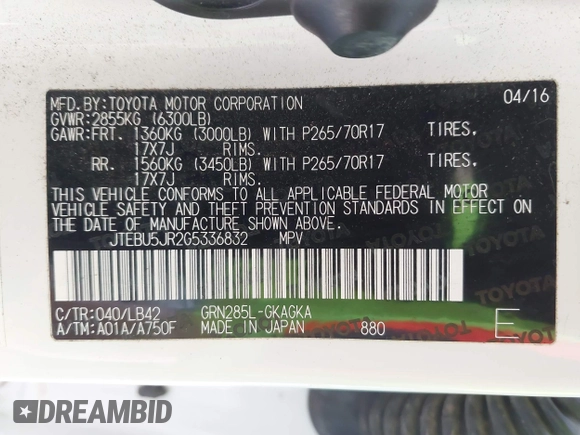 MFD.BY:TOYOTA MOTOR CORPORATION 04/16
GVWR:2855KG (6300LB)
GAWR:FRT. 1360KG (3000LB) WITH P265/70R17 TIRES.
17X7J RIMS.
RR. 1560KG (3450LB) WITH P265/70R17 TIRES.
17X7J RIMS.
THIS VEHICLE CONFORMS TO ALL APPLICABLE FEDERAL MOTOR
VEHICLE SAFETY AND THEFT PREVENTION STANDARDS IN EFFECT ON
THE DATE OF MANUFACTURE SHOWN ABOVE.
JTEBU5JR2G5336832 MPV
C/TR:040/LB42 GRN285L-GKAGKA
A/TM:A01A/A750F MADE IN JAPAN 880 E
TOYOTA
DREAMBID